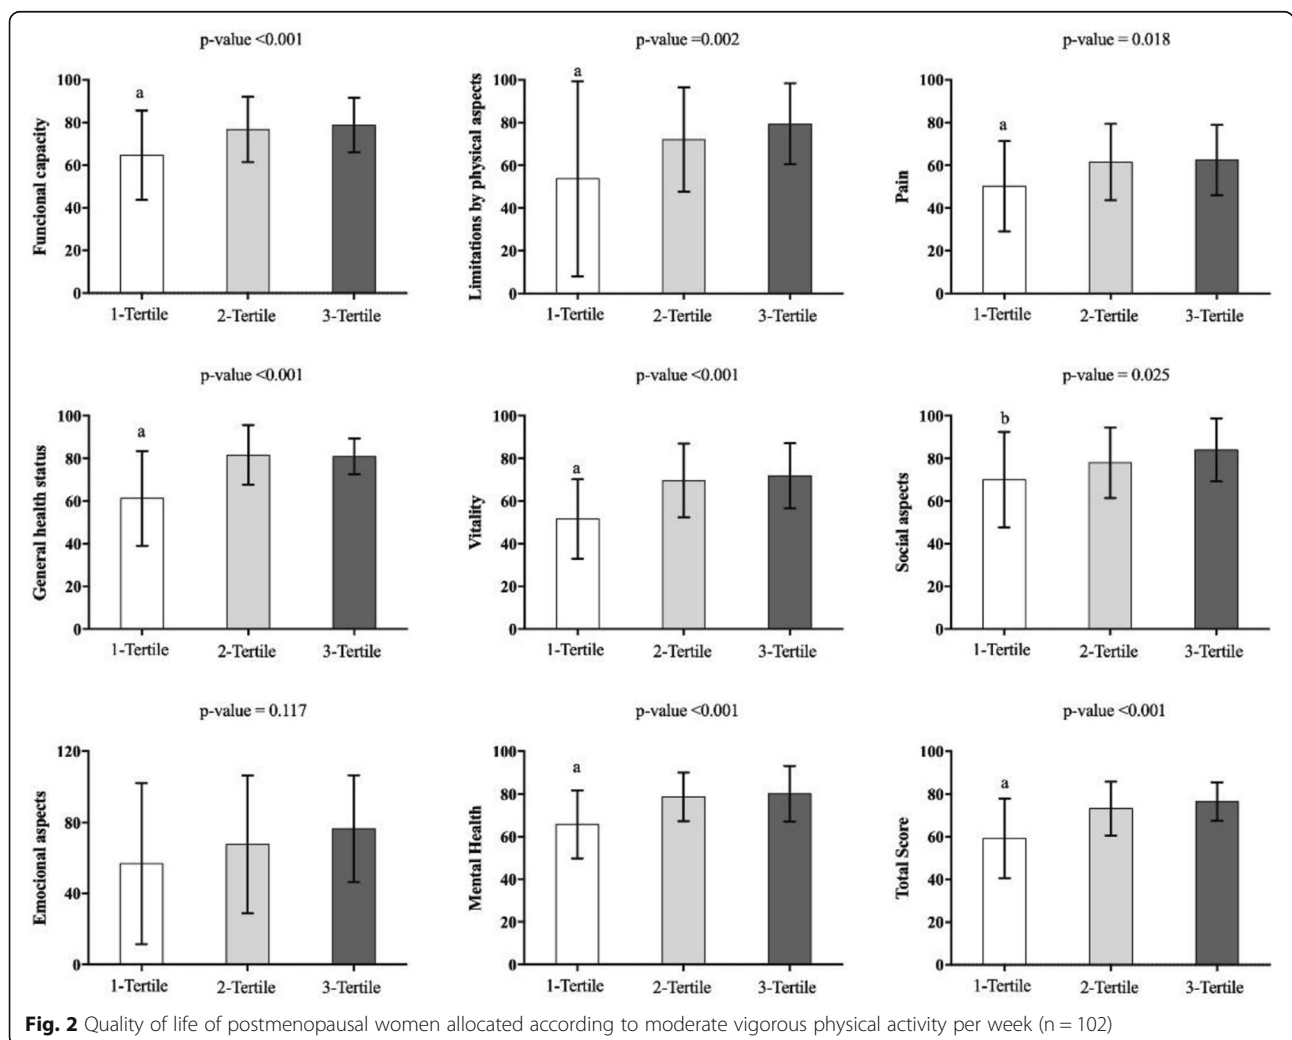 p-value <0.001
100
80
60
40
20
0
Funcional capacity
a
1-Tertile
2-Tertile
3-Tertile
p-value =0.002
100
80
60
40
20
0
Limitations by physical aspects
a
1-Tertile
2-Tertile
3-Tertile
p-value = 0.018
100
80
60
40
20
0
Pain
a
1-Tertile
2-Tertile
3-Tertile
p-value <0.001
100
80
60
40
20
0
General health status
a
1-Tertile
2-Tertile
3-Tertile
p-value <0.001
100
80
60
40
20
0
Vitality
a
1-Tertile
2-Tertile
3-Tertile
p-value = 0.025
100
80
60
40
20
0
Social aspects
b
1-Tertile
2-Tertile
3-Tertile
p-value = 0.117
120
80
40
0
Emocional aspects
1-Tertile
2-Tertile
3-Tertile
p-value <0.001
100
80
60
40
20
0
Mental Health
a
1-Tertile
2-Tertile
3-Tertile
p-value <0.001
100
80
60
40
20
0
Total Score
a
1-Tertile
2-Tertile
3-Tertile
Fig. 2 Quality of life of postmenopausal women allocated according to moderate vigorous physical activity per week (n = 102)